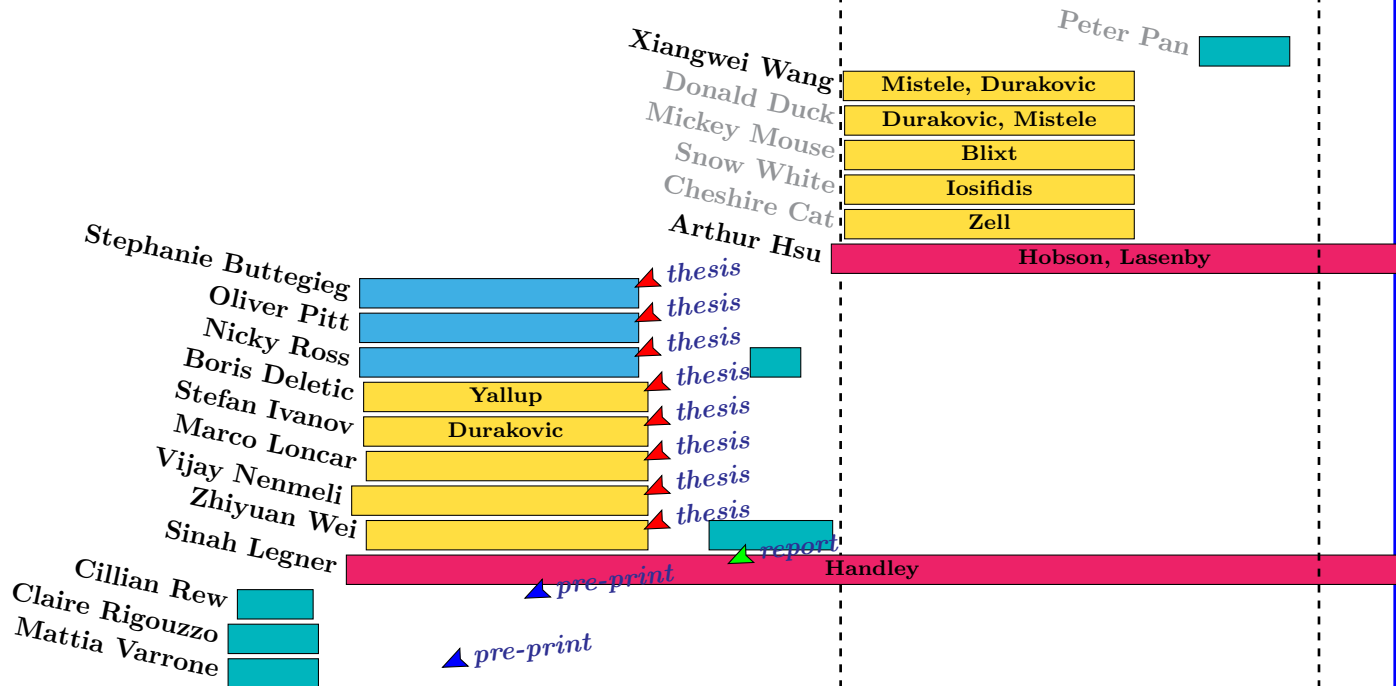 Peter Pan
Xiangwei Wang
Mistele, Durakovic
Donald Duck
Durakovic, Mistele
Mickey Mouse
Blixt
Snow White
Iosifidis
Cheshire Cat
Zell
Arthur Hsu
Hobson, Lasenby
Stephanie Buttegieg
thesis
Oliver Pitt
thesis
Nicky Ross
thesis
Boris Deletic
Yallup
thesis
Stefan Ivanov
Durakovic
thesis
Marco Loncar
thesis
Vijay Nenmeli
thesis
Zhiyuan Wei
thesis
Sinah Legner
report
Handley
Cillian Rew
pre-print
Claire Rigouzzo
Mattia Varrone
pre-print